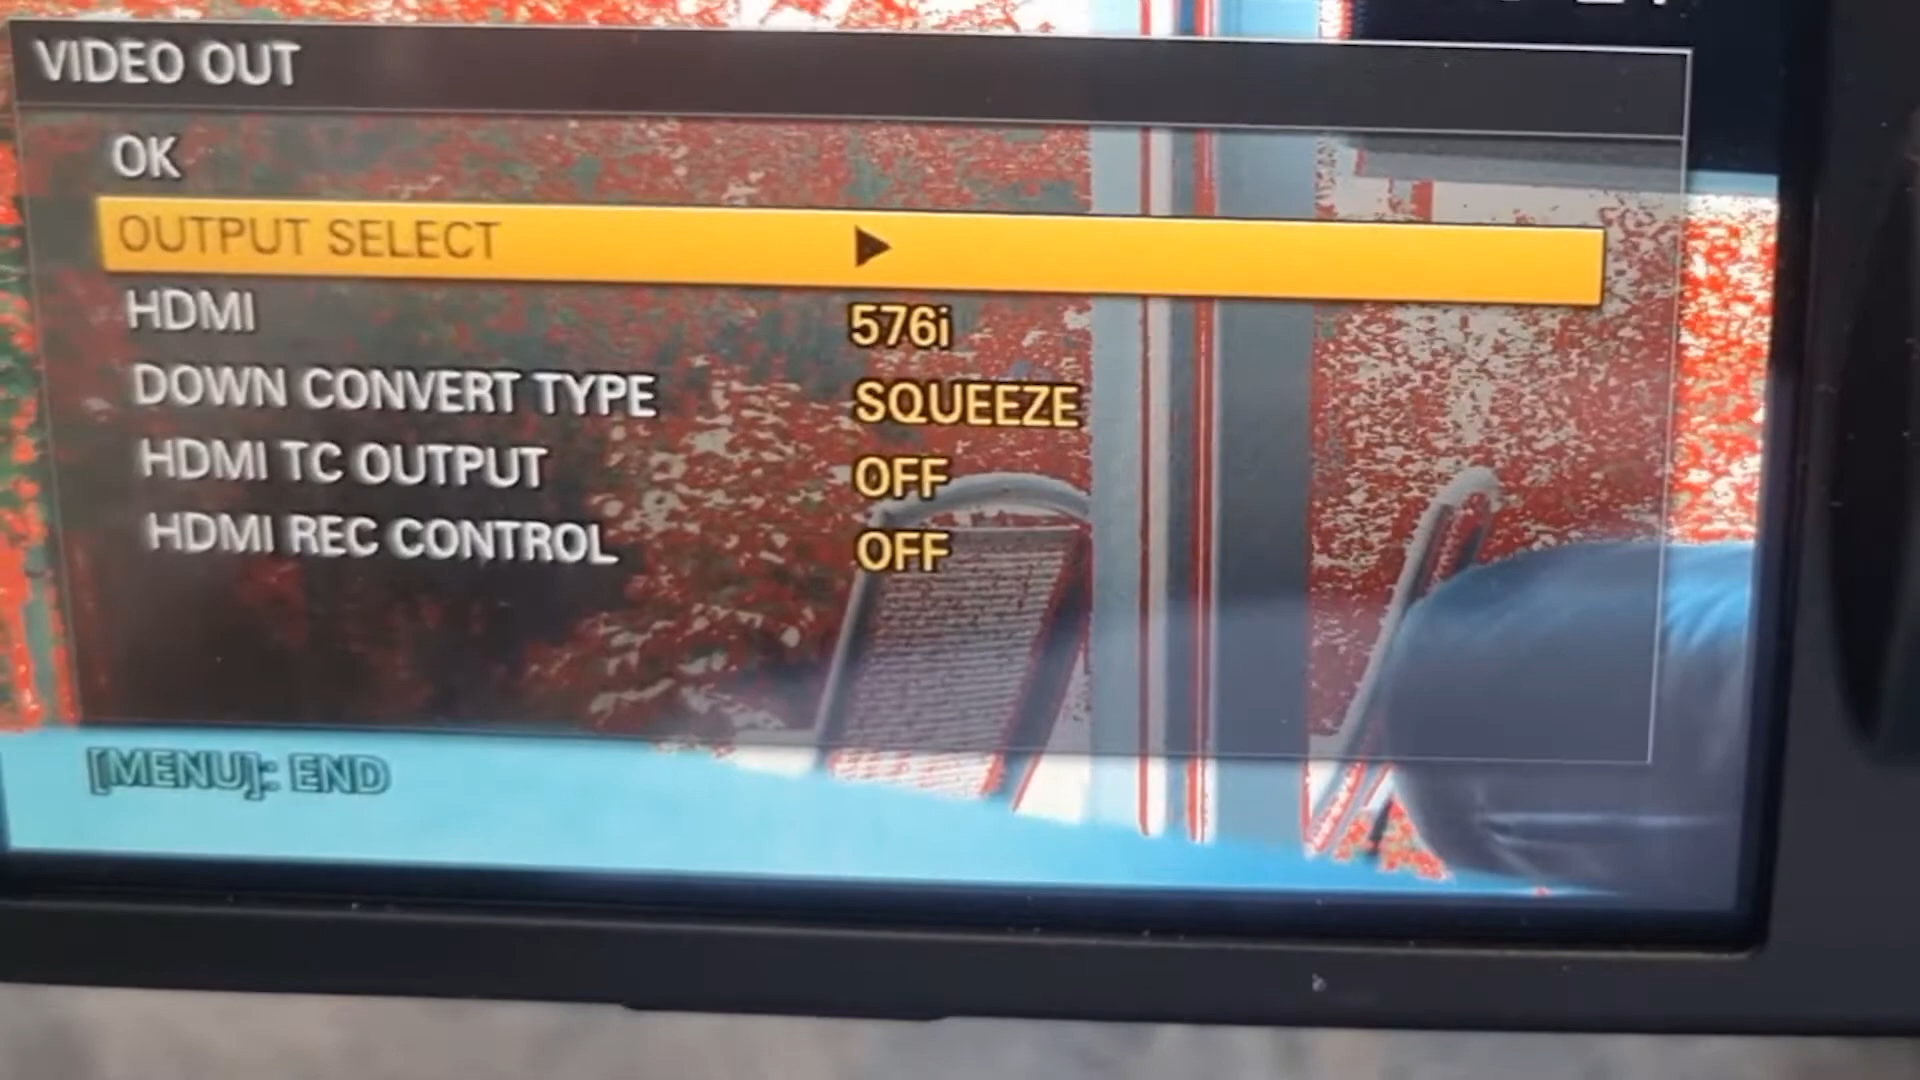 VIDEO OUT
OK
OUTPUT SELECT ▶
HDMI 576i
DOWN CONVERT TYPE SQUEEZE
HDMI TC OUTPUT OFF
HDMI REC CONTROL OFF
[MENU]: END